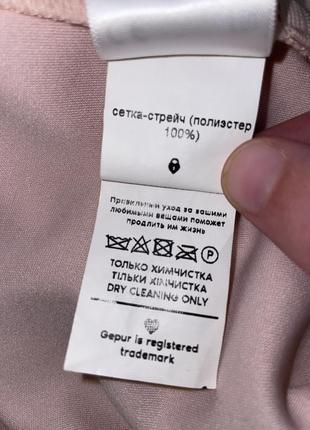 сетка-стрейч (полиэстер
100%)
Правильный уход за вашими
любимыми вещами поможет
продлить им жизнь
P
ТОЛЬКО ХИМЧИСТКА
ТІЛЬКИ ХІМЧИСТКА
DRY CLEANING ONLY
Gepur is registered
trademark